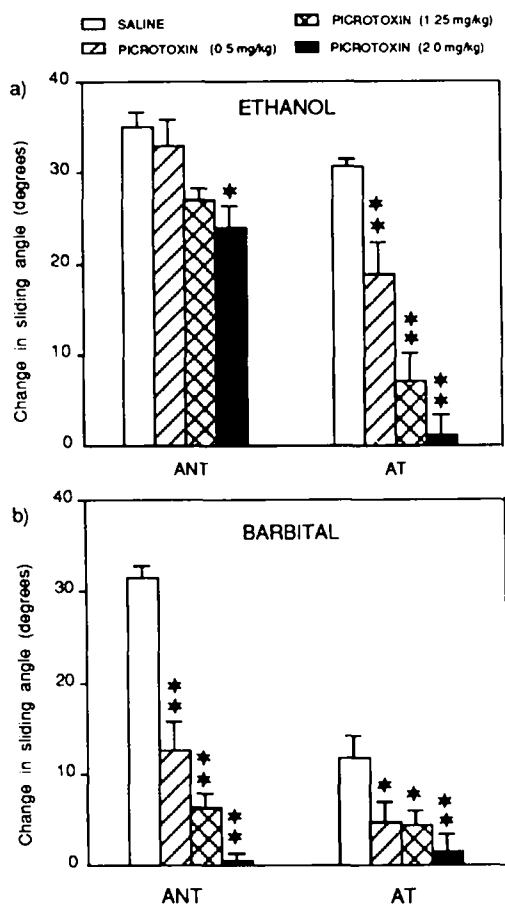 SALINE
PICROTOXIN (1 25 mg/kg)
PICROTOXIN (0 5 mg/kg)
PICROTOXIN (2 0 mg/kg)
a)
ETHANOL
Change in sliding angle (degrees)
40
30
20
10
0
ANT
AT
b)
BARBITAL
Change in sliding angle (degrees)
40
30
20
10
0
ANT
AT